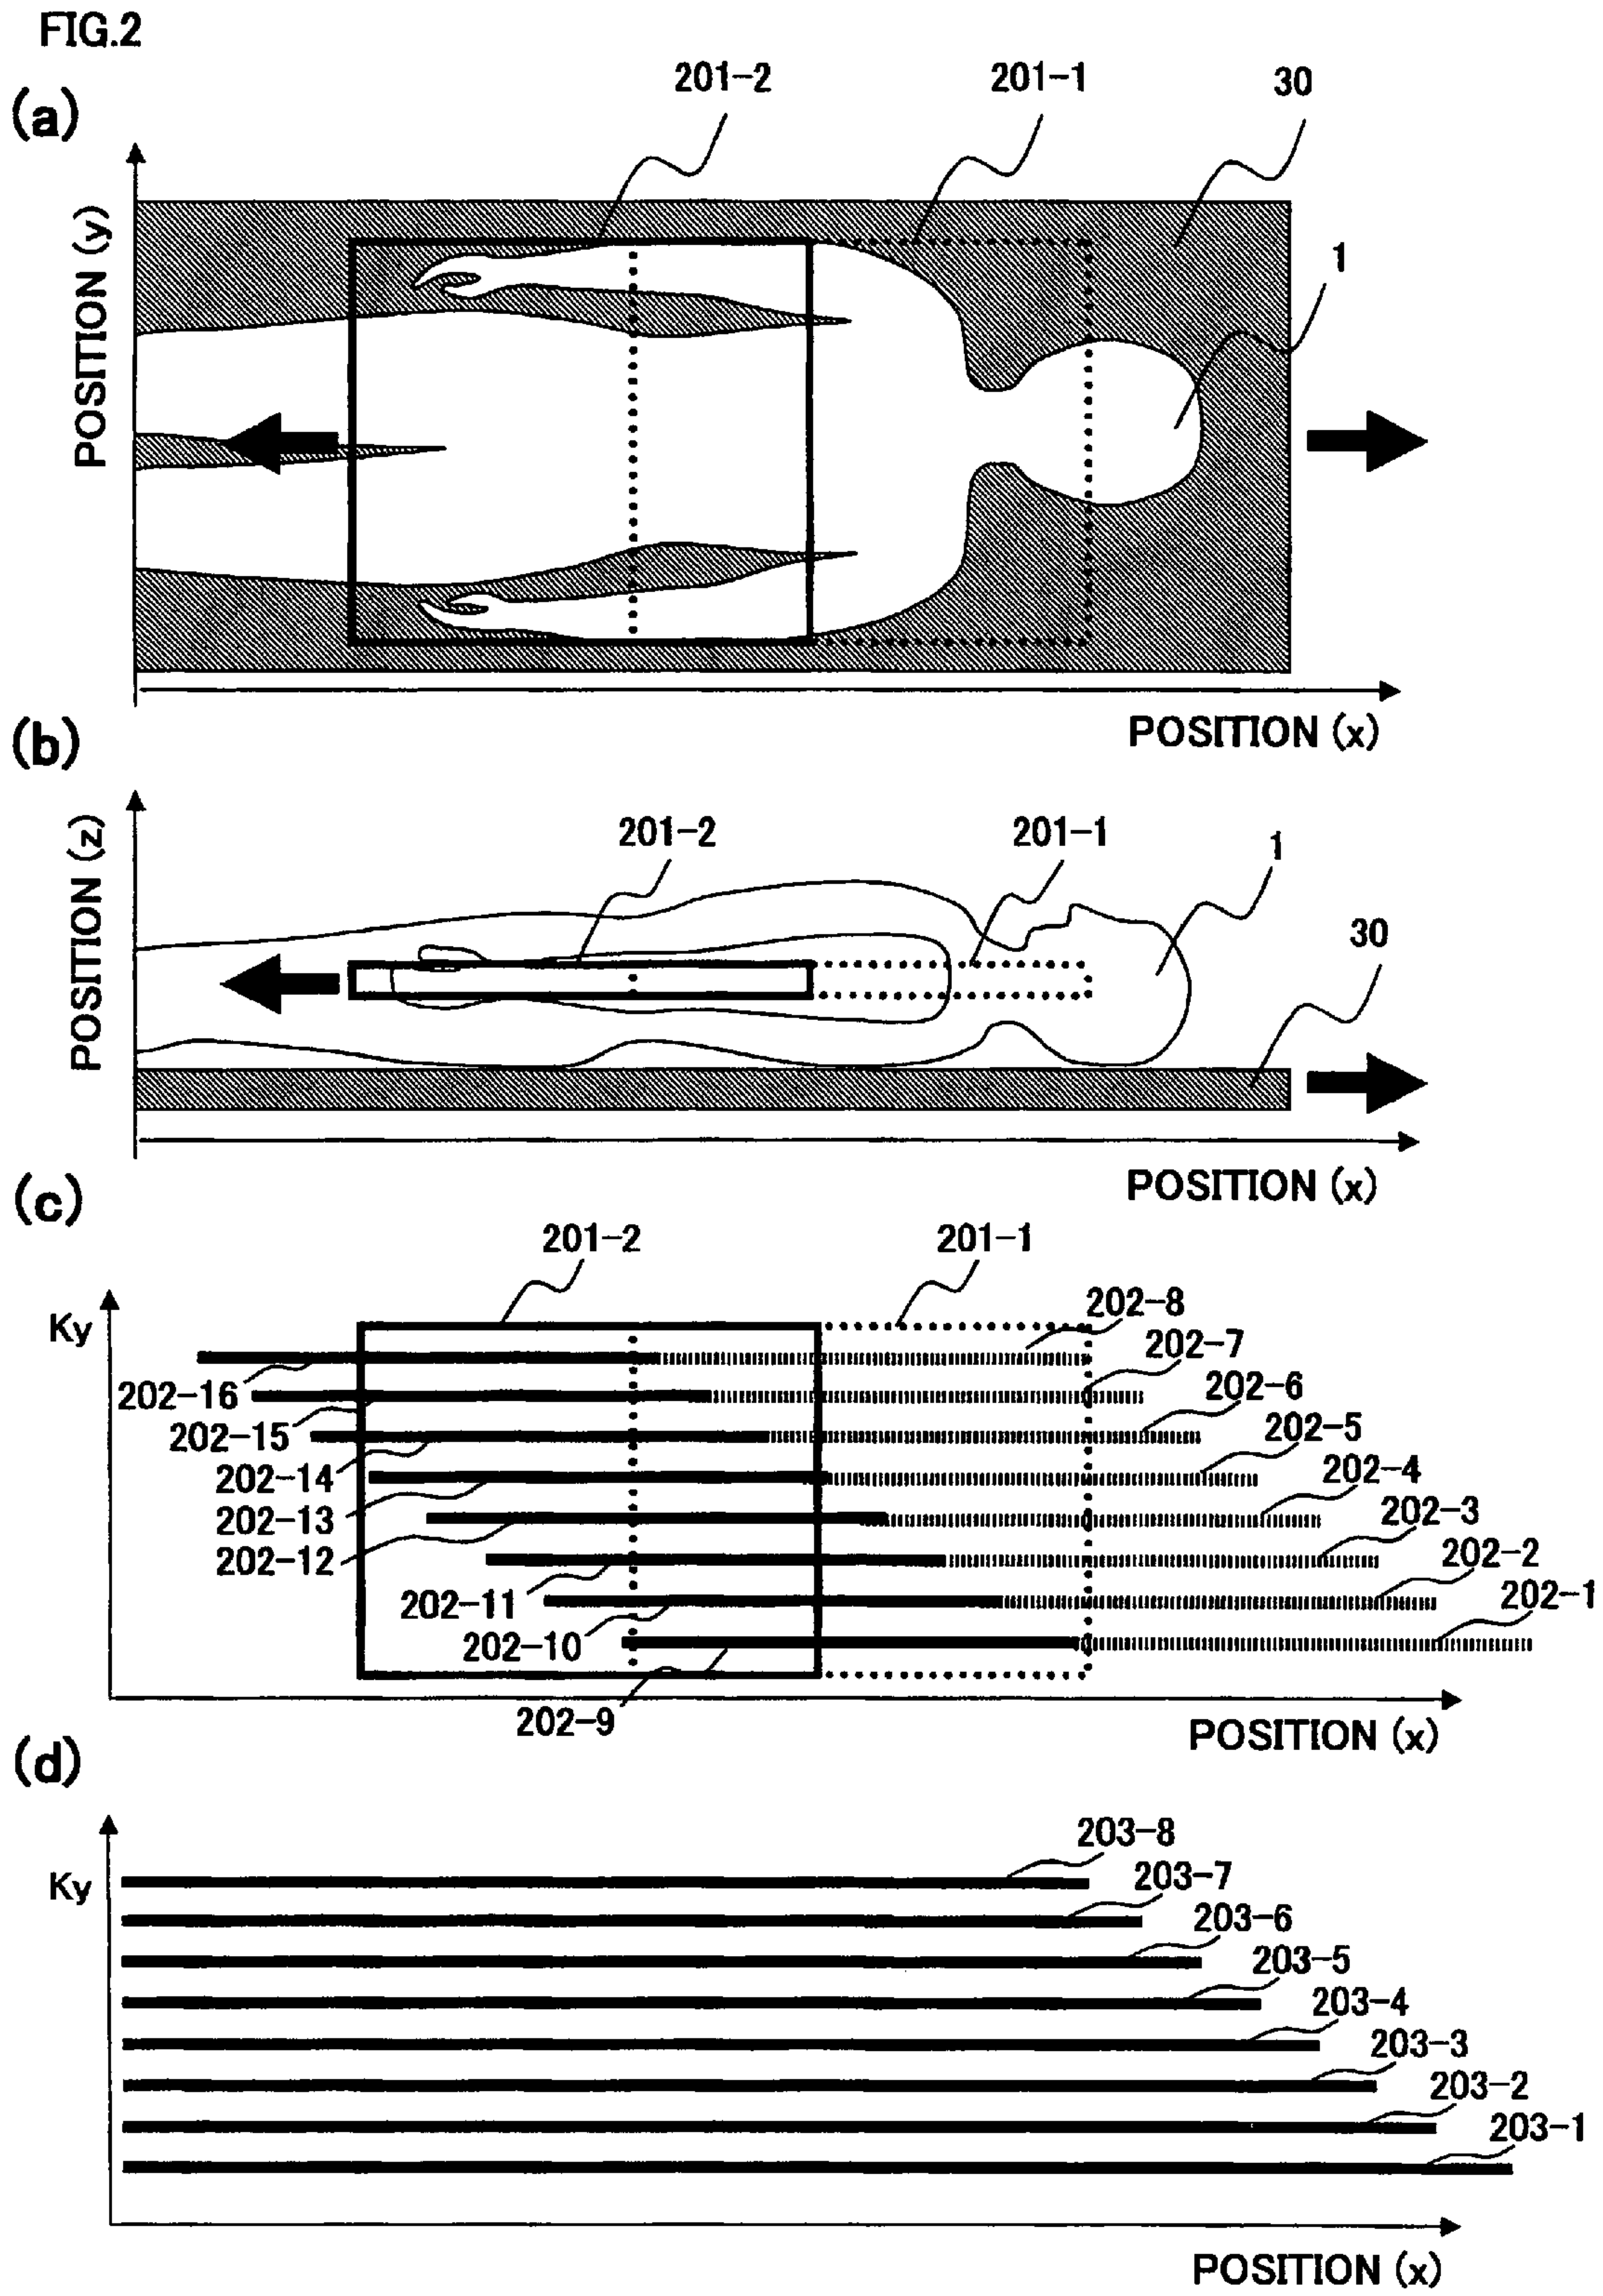 FIG.2
(a)
201-2
201-1
30
1
POSITION (y)
POSITION (x)
(b)
201-2
201-1
1
30
POSITION (z)
POSITION (x)
(c)
201-2
201-1
Ky
202-8
202-7
202-6
202-5
202-4
202-3
202-2
202-1
202-16
202-15
202-14
202-13
202-12
202-11
202-10
202-9
POSITION (x)
(d)
Ky
203-8
203-7
203-6
203-5
203-4
203-3
203-2
203-1
POSITION (x)